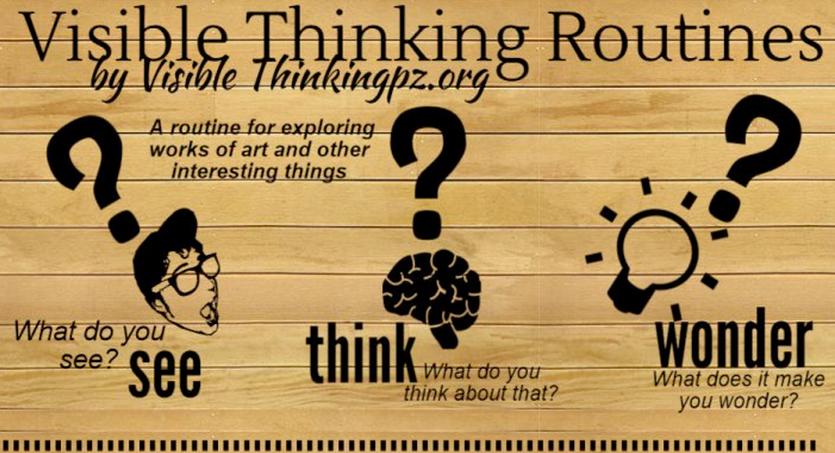 Visible Thinking Routines
by Visible Thinkingpz.org
A routine for exploring
works of art and other
interesting things
What do you
see?
see
think
What do you
think about that?
wonder
What does it make
you wonder?